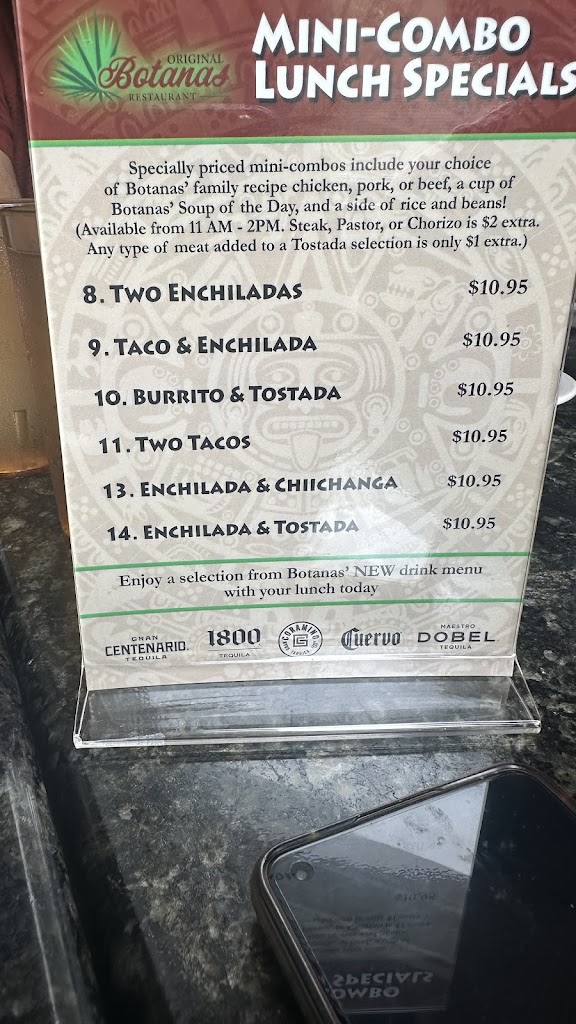 ORIGINAL
Botanas
RESTAURANT
MINI-COMBO
LUNCH SPECIALS
Specially priced mini-combos include your choice
of Botanas' family recipe chicken, pork, or beef, a cup of
Botanas' Soup of the Day, and a side of rice and beans!
(Available from 11 AM - 2PM. Steak, Pastor, or Chorizo is $2 extra.
Any type of meat added to a Tostada selection is only $1 extra.)
8. TWO ENCHILADAS $10.95
9. TACO & ENCHILADA $10.95
10. BURRITO & TOSTADA $10.95
11. TWO TACOS $10.95
13. ENCHILADA & CHIICHANGA $10.95
14. ENCHILADA & TOSTADA $10.95
Enjoy a selection from Botanas' NEW drink menu
with your lunch today
GRAN
CENTENARIO
TEQUILA
1800
TEQUILA
GRAN CORAMINO
Cuervo
MAESTRO
DOBEL
TEQUILA
SPECIALS
COMBO